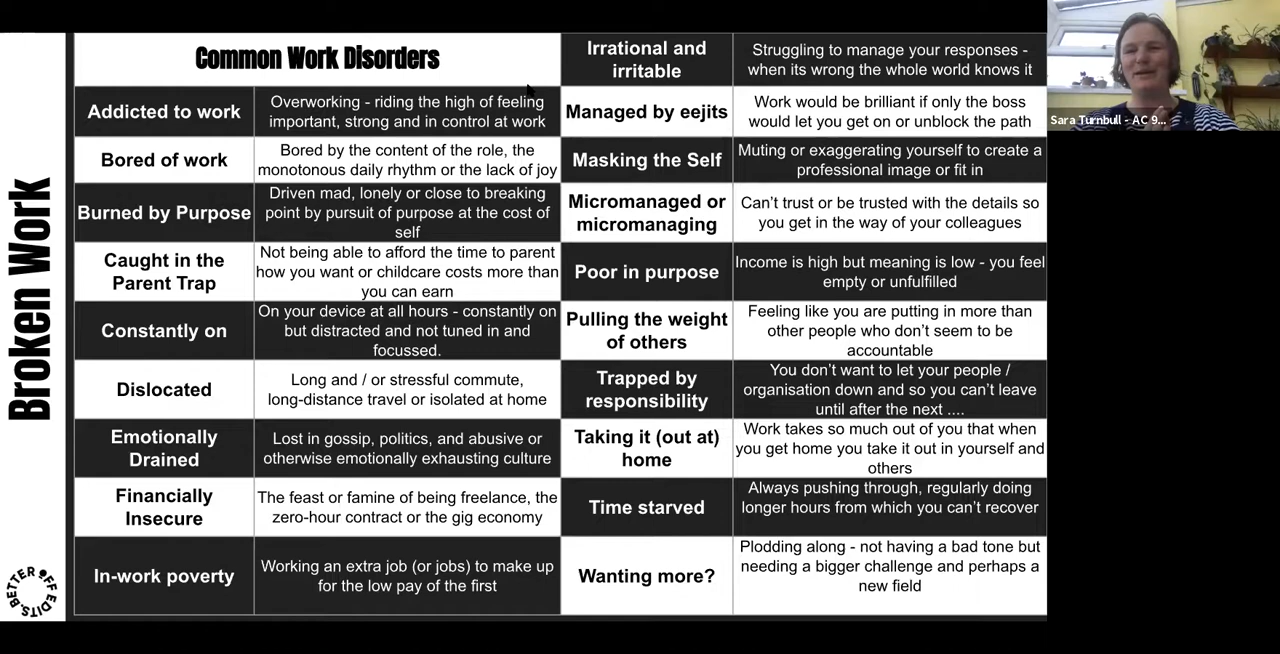 Broken Work
BETTER OFF
EDITS.
Common Work Disorders
Addicted to work
Overworking - riding the high of feeling
important, strong and in control at work
Bored of work
Bored by the content of the role, the
monotonous daily rhythm or the lack of joy
Burned by Purpose
Driven mad, lonely or close to breaking
point by pursuit of purpose at the cost of
self
Caught in the
Parent Trap
Not being able to afford the time to parent
how you want or childcare costs more than
you can earn
Constantly on
On your device at all hours - constantly on
but distracted and not tuned in and
focussed.
Dislocated
Long and / or stressful commute,
long-distance travel or isolated at home
Emotionally
Drained
Lost in gossip, politics, and abusive or
otherwise emotionally exhausting culture
Financially
Insecure
The feast or famine of being freelance, the
zero-hour contract or the gig economy
In-work poverty
Working an extra job (or jobs) to make up
for the low pay of the first
Irrational and
irritable
Struggling to manage your responses -
when its wrong the whole world knows it
Managed by eejits
Work would be brilliant if only the boss
would let you get on or unblock the path
Masking the Self
Muting or exaggerating yourself to create a
professional image or fit in
Micromanaged or
micromanaging
Can't trust or be trusted with the details so
you get in the way of your colleagues
Poor in purpose
Income is high but meaning is low - you feel
empty or unfulfilled
Pulling the weight
of others
Feeling like you are putting in more than
other people who don't seem to be
accountable
Trapped by
responsibility
You don't want to let your people /
organisation down and so you can't leave
until after the next ....
Taking it (out at)
home
Work takes so much out of you that when
you get home you take it out in yourself and
others
Time starved
Always pushing through, regularly doing
longer hours from which you can't recover
Wanting more?
Plodding along - not having a bad tone but
needing a bigger challenge and perhaps a
new field
Sara Turnbull - AC 9...